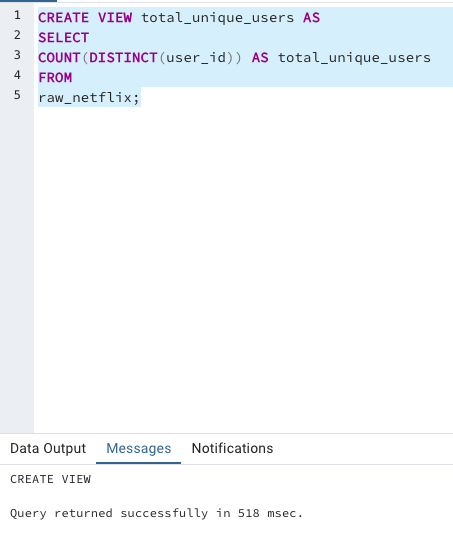 1 CREATE VIEW total_unique_users AS
2 SELECT
3 COUNT(DISTINCT(user_id)) AS total_unique_users
4 FROM
5 raw_netflix;
Data Output Messages Notifications
CREATE VIEW
Query returned successfully in 518 msec.